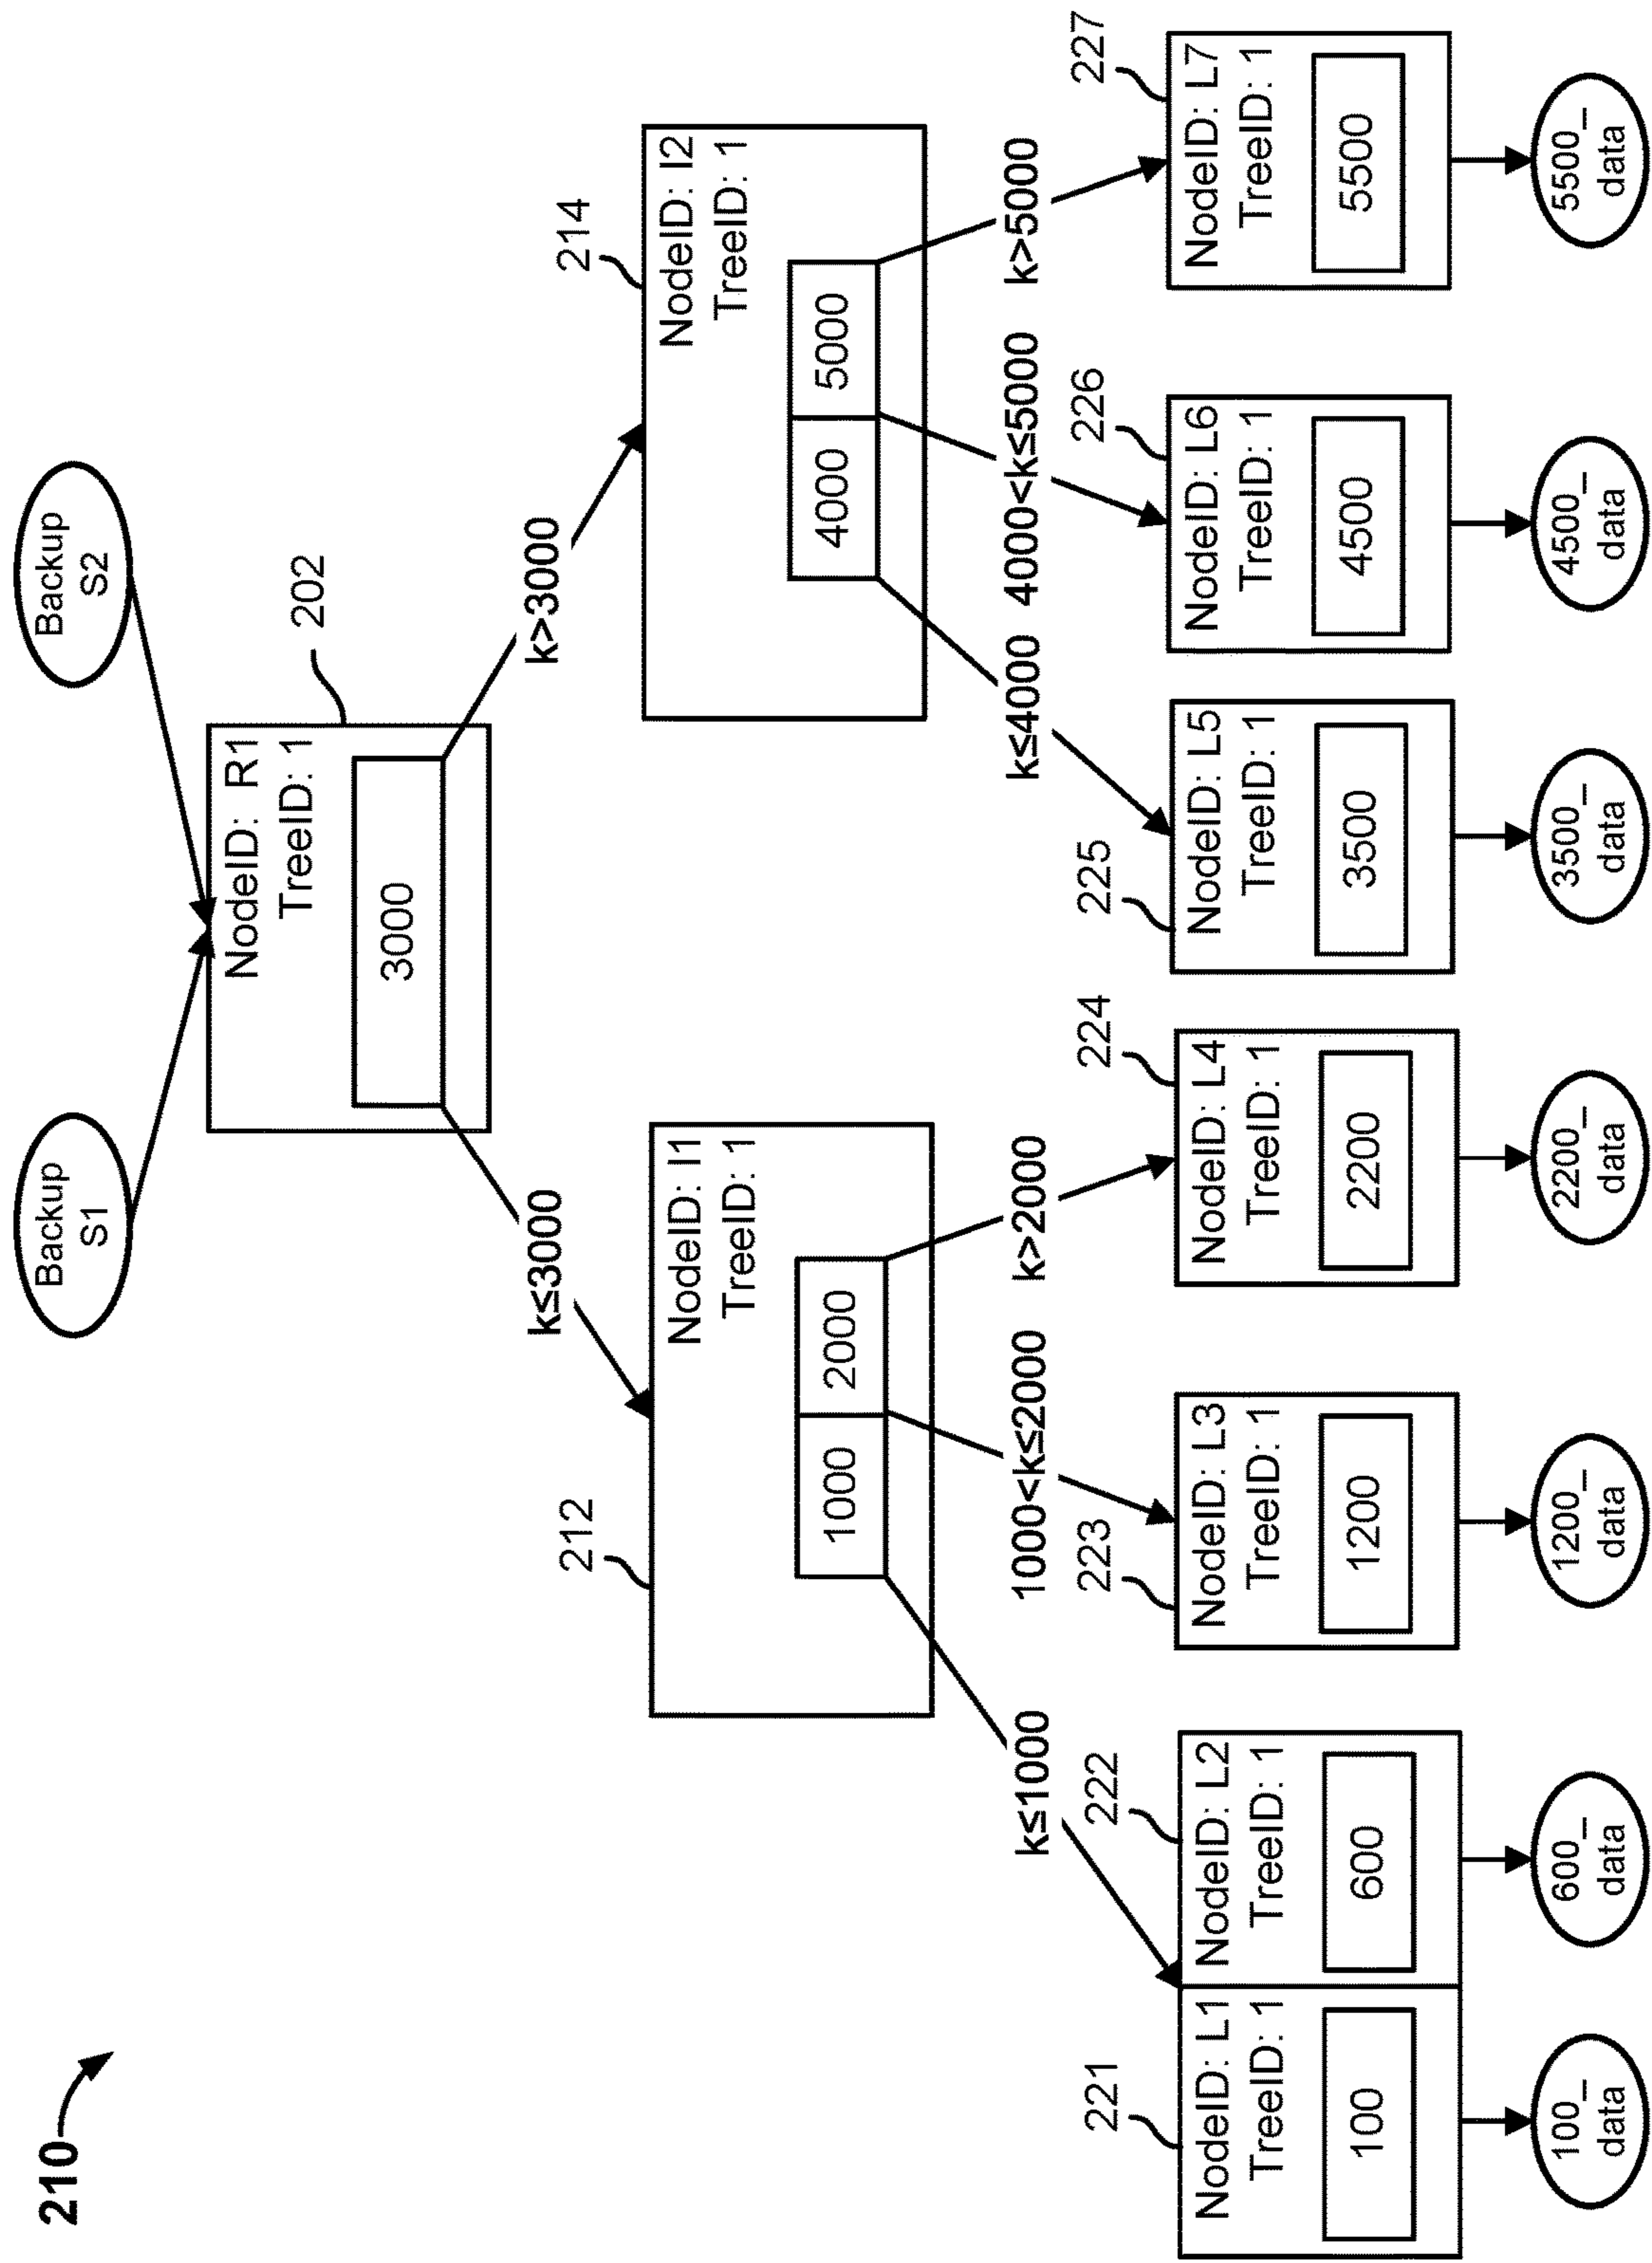 210
Backup
S1
Backup
S2
202
NodeID: R1
TreeID: 1
3000
k≤3000
k>3000
212
NodeID: I1
TreeID: 1
1000
2000
214
NodeID: I2
TreeID: 1
4000
5000
k≤1000
1000<k≤2000
k>2000
k≤4000
4000<k≤5000
k>5000
221
NodeID: L1
TreeID: 1
100
100_
data
222
NodeID: L2
TreeID: 1
600
600_
data
223
NodeID: L3
TreeID: 1
1200
1200_
data
224
NodeID: L4
TreeID: 1
2200
2200_
data
225
NodeID: L5
TreeID: 1
3500
3500_
data
226
NodeID: L6
TreeID: 1
4500
4500_
data
227
NodeID: L7
TreeID: 1
5500
5500_
data